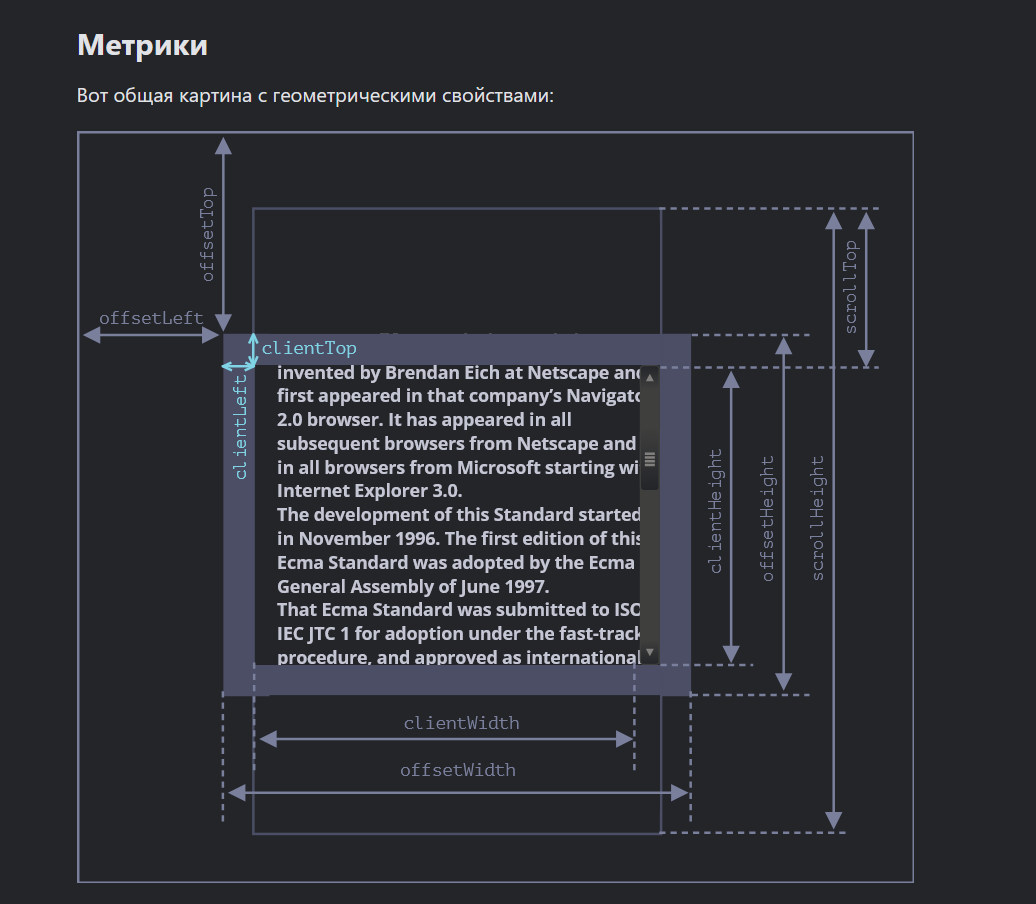 Метрики
Вот общая картина с геометрическими свойствами:
offsetTop
scrollTop
offsetLeft
clientTop
clientLeft
invented by Brendan Eich at Netscape and
first appeared in that company’s Navigato
2.0 browser. It has appeared in all
subsequent browsers from Netscape and
in all browsers from Microsoft starting wi
Internet Explorer 3.0.
The development of this Standard started
in November 1996. The first edition of this
Ecma Standard was adopted by the Ecma
General Assembly of June 1997.
That Ecma Standard was submitted to ISO
IEC JTC 1 for adoption under the fast-track
procedure, and approved as international
clientHeight
offsetHeight
scrollHeight
clientWidth
offsetWidth